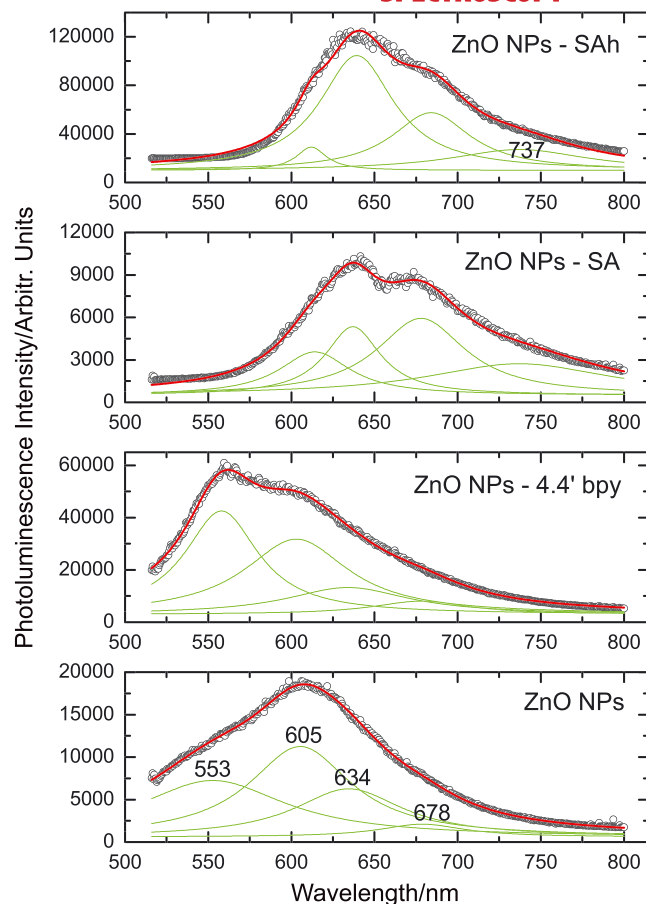 120000
ZnO NPs - SAh
80000
40000
737
0
500 550 600 650 700 750 800
12000
ZnO NPs - SA
9000
6000
3000
0
500 550 600 650 700 750 800
60000
ZnO NPs - 4.4' bpy
40000
20000
0
500 550 600 650 700 750 800
20000
ZnO NPs
15000
605
10000
553
634
5000
678
0
500 550 600 650 700 750 800
Wavelength/nm
Photoluminescence Intensity/Arbitr. Units